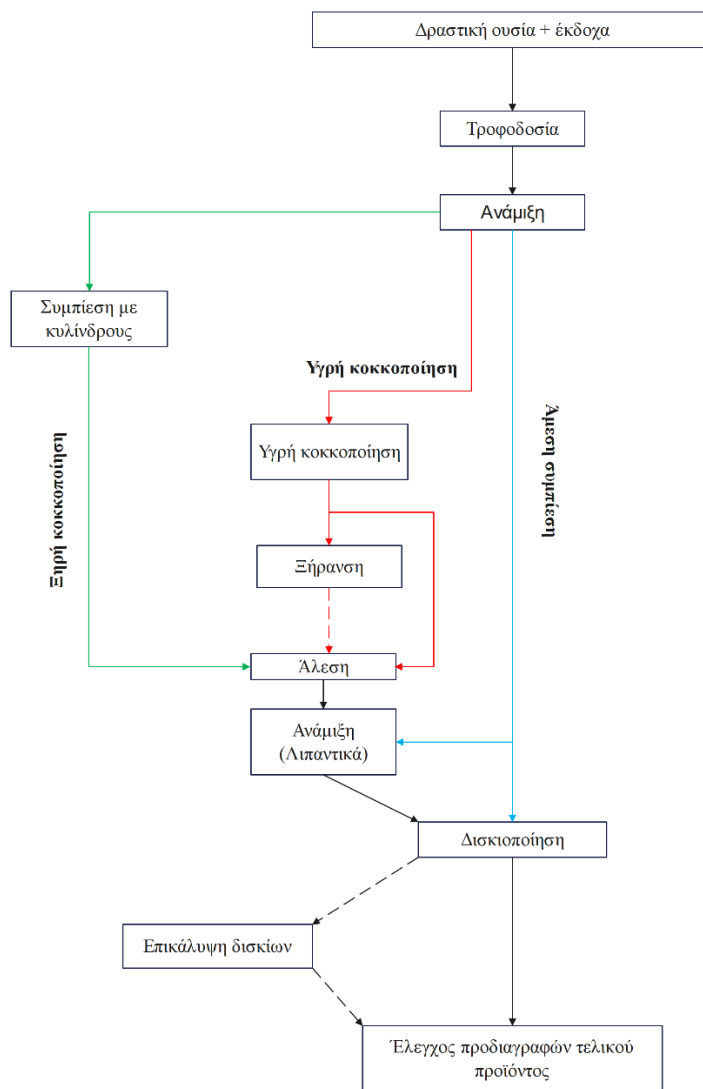 Δραστική ουσία + έκδοχα
Τροφοδοσία
Ανάμιξη
Συμπίεση με
κυλίνδρους
Υγρή κοκκοποίηση
Άμεση συμπίεση
Υγρή κοκκοποίηση
Ξηρή κοκκοποίηση
Ξήρανση
Άλεση
Ανάμιξη
(Λιπαντικά)
Δισκιοποίηση
Επικάλυψη δισκίων
Έλεγχος προδιαγραφών τελικού
προϊόντος